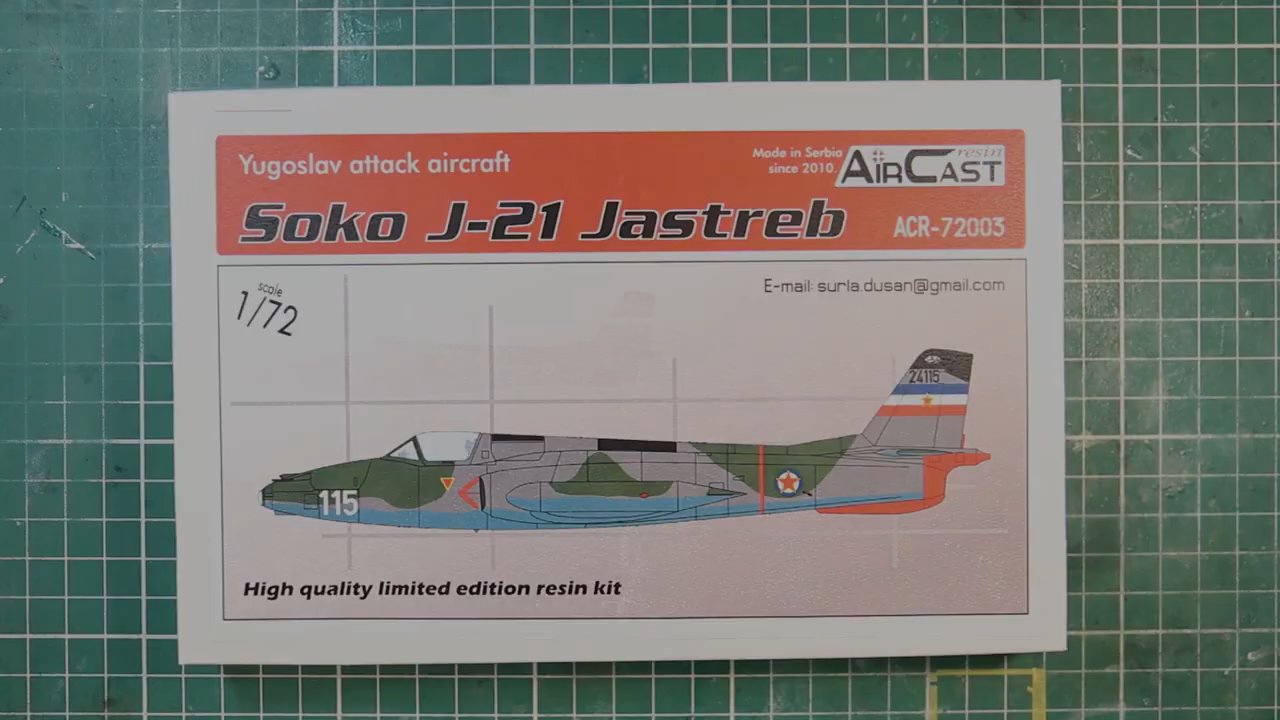 Yugoslav attack aircraft
Made in Serbia
since 2010.
AIRCAST
resin
Soko J-21 Jastreb
ACR-72003
scale
1/72
E-mail: surla.dusan@gmail.com
24115
115
High quality limited edition resin kit